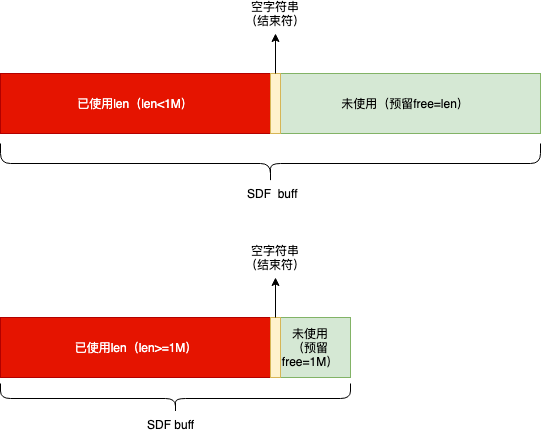 空字符串
（结束符）
已使用len（len<1M）
未使用（预留free=len）
SDF  buff
空字符串
（结束符）
已使用len（len>=1M）
未使用
（预留
free=1M）
SDF buff